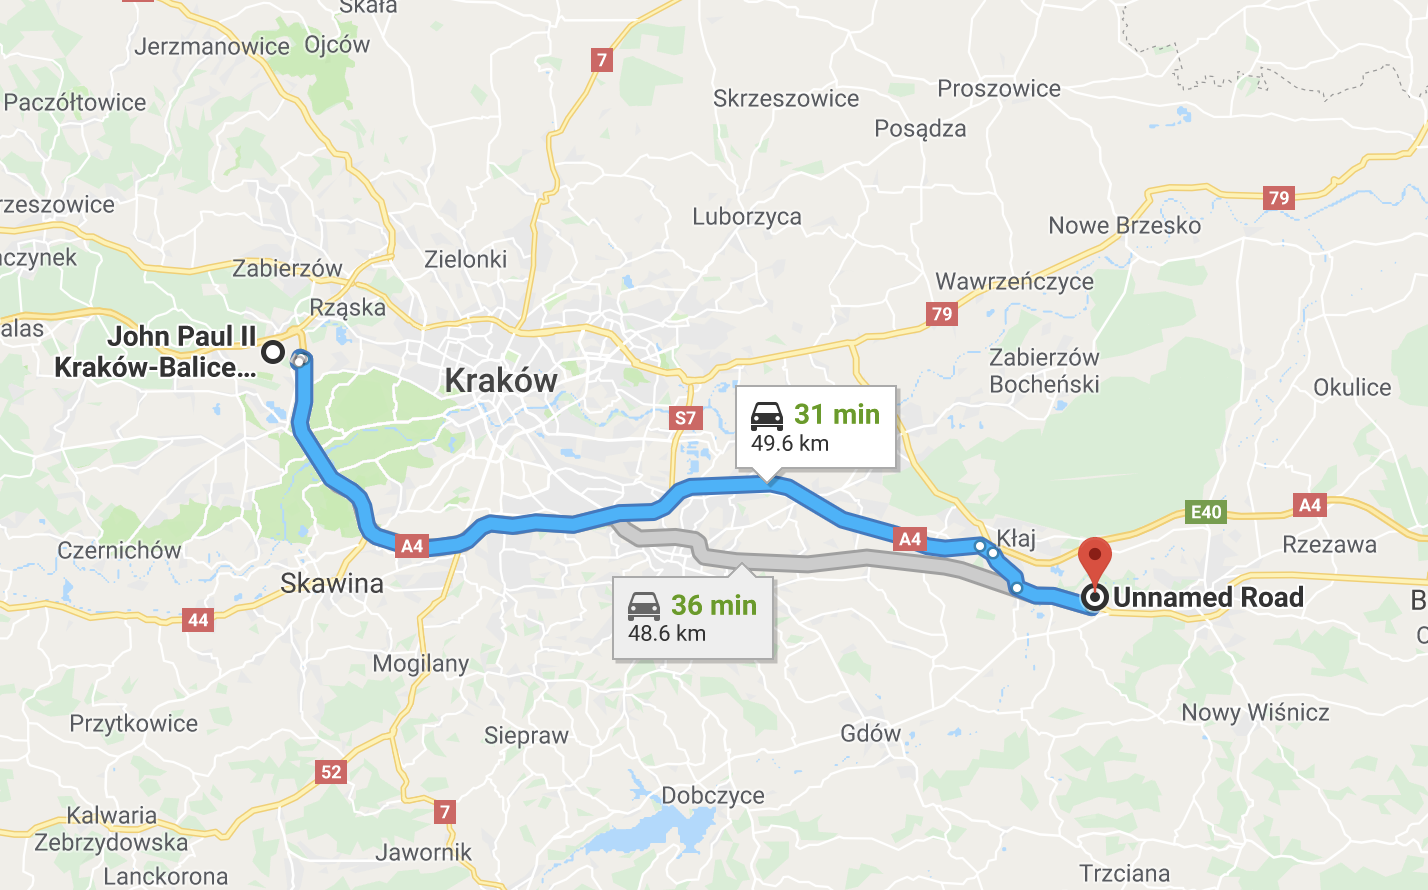 Skała
Jerzmanowice
Ojców
7
Paczółtowice
Skrzeszowice
Proszowice
Posądza
rzeszowice
79
Luborzyca
Nowe Brzesko
czynek
Zabierzów
Zielonki
Wawrzeńczyce
Rząska
79
alas
John Paul II
Kraków-Balice...
Zabierzów
Bocheński
Kraków
Okulice
S7
31 min
49.6 km
E40
A4
Czernichów
A4
A4
Kłaj
Rzezawa
Skawina
Unnamed Road
B
36 min
48.6 km
44
C
Mogilany
Przytkowice
Siepraw
Gdów
Nowy Wiśnicz
52
Dobczyce
7
Kalwaria
Zebrzydowska
Jawornik
Lanckorona
Trzciana